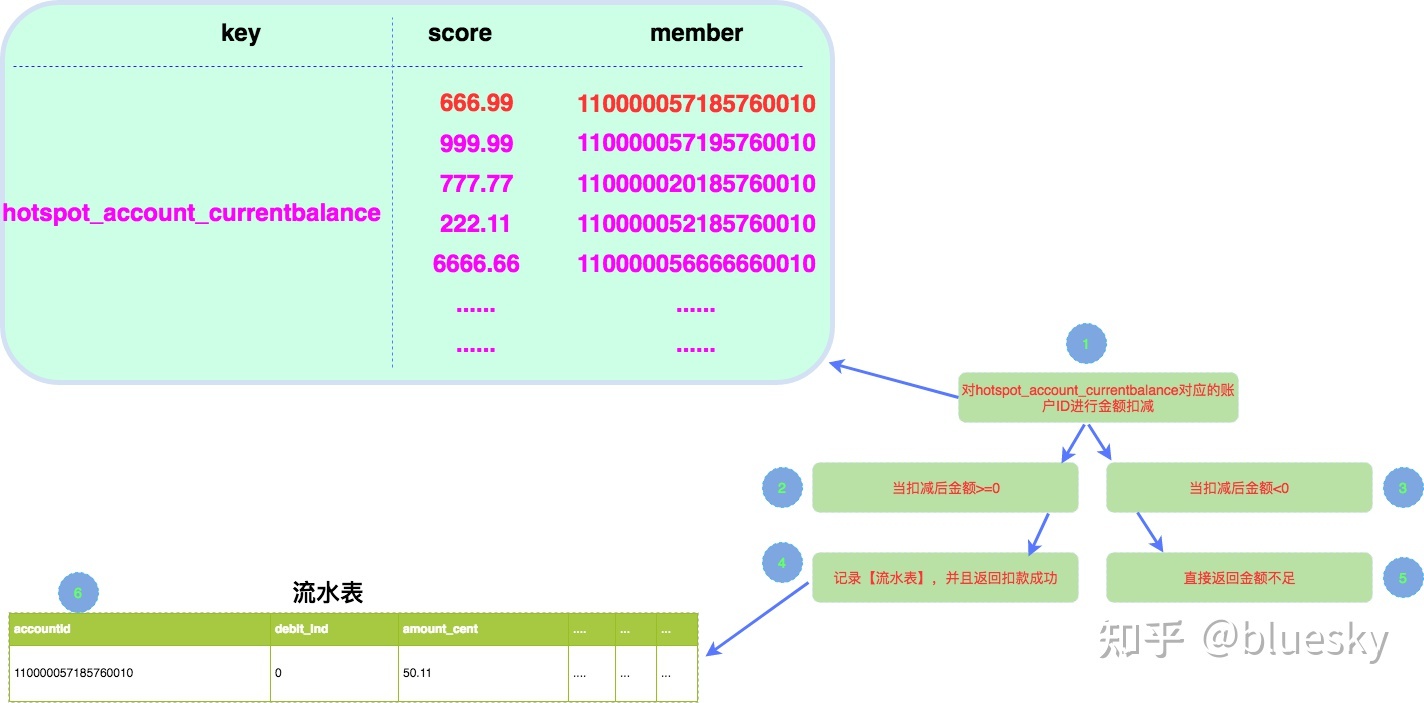 key score member
666.99 110000057185760010
999.99 110000057195760010
777.77 110000020185760010
hotspot_account_currentbalance
222.11 110000052185760010
6666.66 110000056666660010
...... ......
...... ......
1
对hotspot_account_currentbalance对应的账
户ID进行金额扣减
2
当扣减后金额>=0
当扣减后金额<0
3
4
记录【流水表】，并且返回扣款成功
直接返回金额不足
5
6
流水表
accountid debit_ind amount_cent .... ... ...
110000057185760010 0 50.11 .... ... ...
知乎 @bluesky